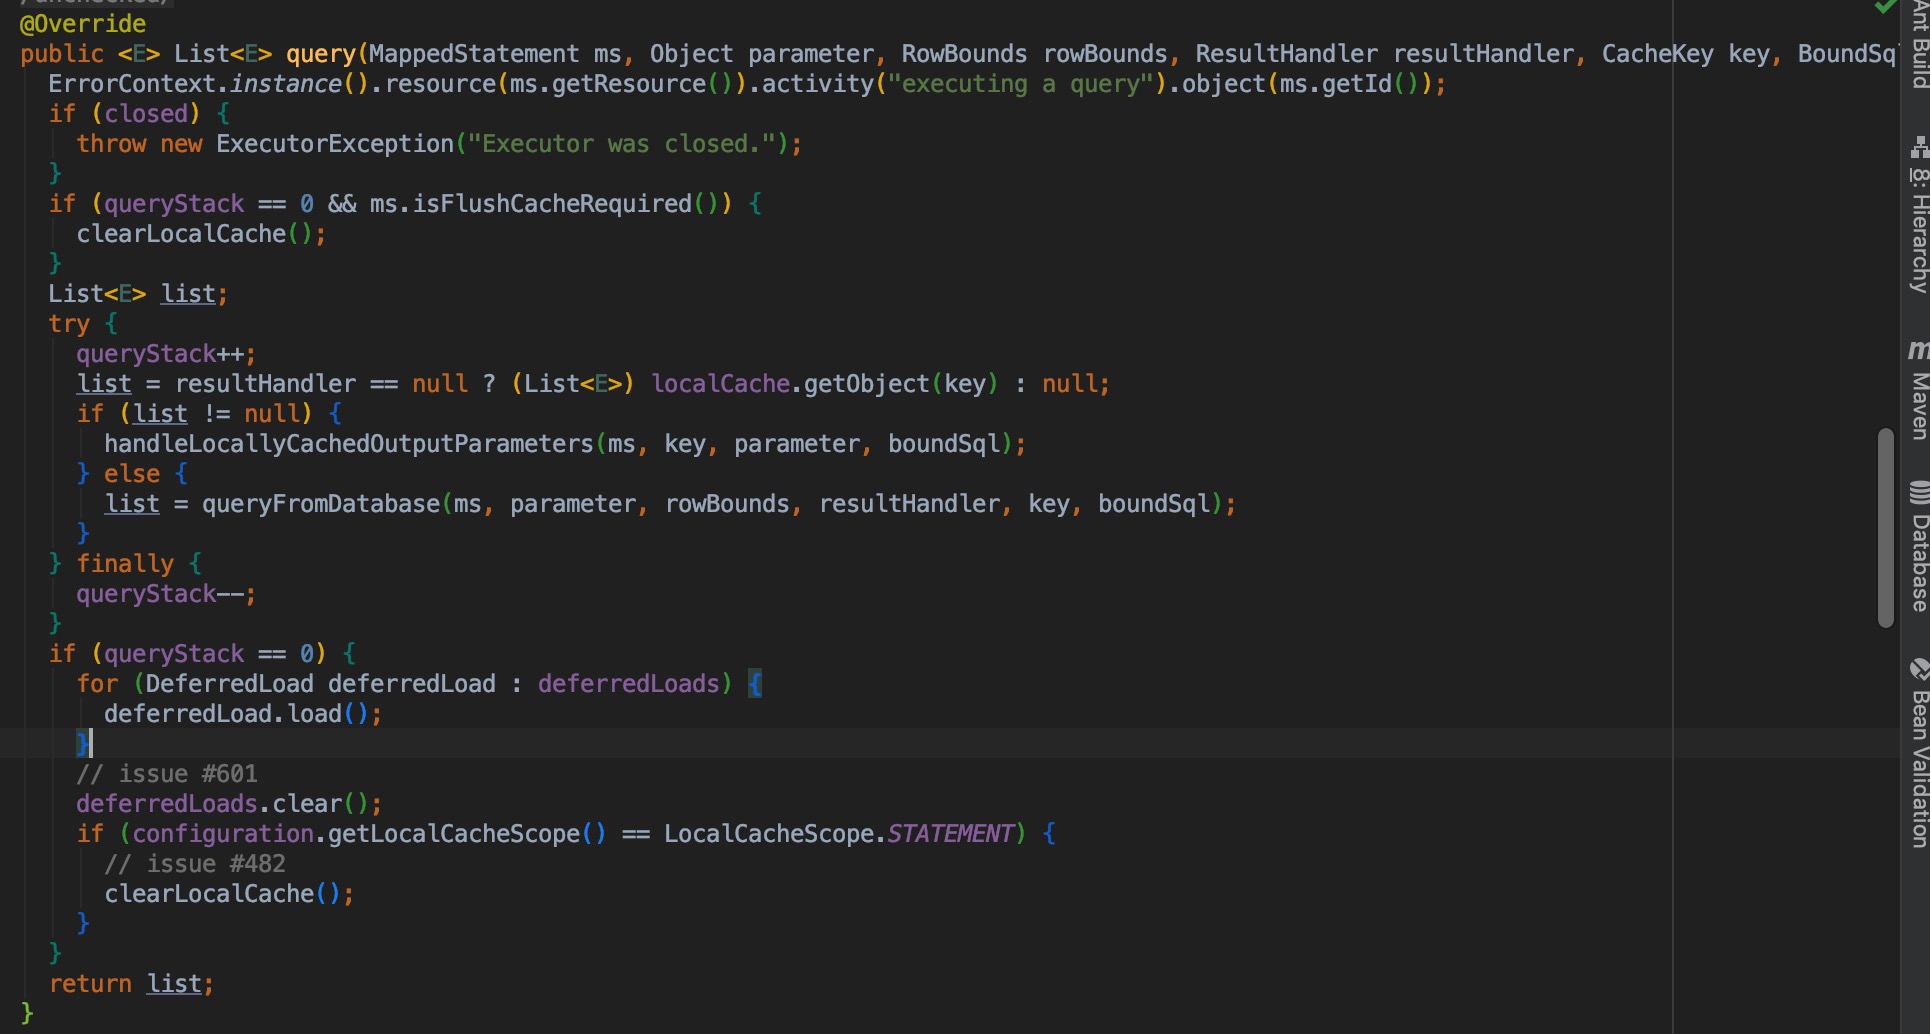 @Override
public <E> List<E> query(MappedStatement ms, Object parameter, RowBounds rowBounds, ResultHandler resultHandler, CacheKey key, BoundSq
ErrorContext.instance().resource(ms.getResource()).activity("executing a query").object(ms.getId());
if (closed) {
throw new ExecutorException("Executor was closed.");
}
if (queryStack == 0 && ms.isFlushCacheRequired()) {
clearLocalCache();
}
List<E> list;
try {
queryStack++;
list = resultHandler == null ? (List<E>) localCache.getObject(key) : null;
if (list != null) {
handleLocallyCachedOutputParameters(ms, key, parameter, boundSql);
} else {
list = queryFromDatabase(ms, parameter, rowBounds, resultHandler, key, boundSql);
}
} finally {
queryStack--;
}
if (queryStack == 0) {
for (DeferredLoad deferredLoad : deferredLoads) {
deferredLoad.load();
}
// issue #601
deferredLoads.clear();
if (configuration.getLocalCacheScope() == LocalCacheScope.STATEMENT) {
// issue #482
clearLocalCache();
}
}
return list;
}
Ant Build
8: Hierarchy
m Maven
Database
Bean Validation